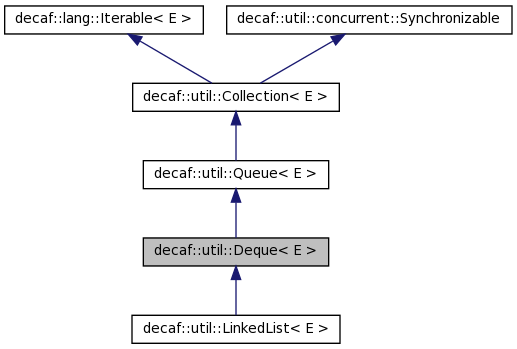 decaf::lang::Iterable< E >
decaf::util::concurrent::Synchronizable
decaf::util::Collection< E >
decaf::util::Queue< E >
decaf::util::Deque< E >
decaf::util::LinkedList< E >